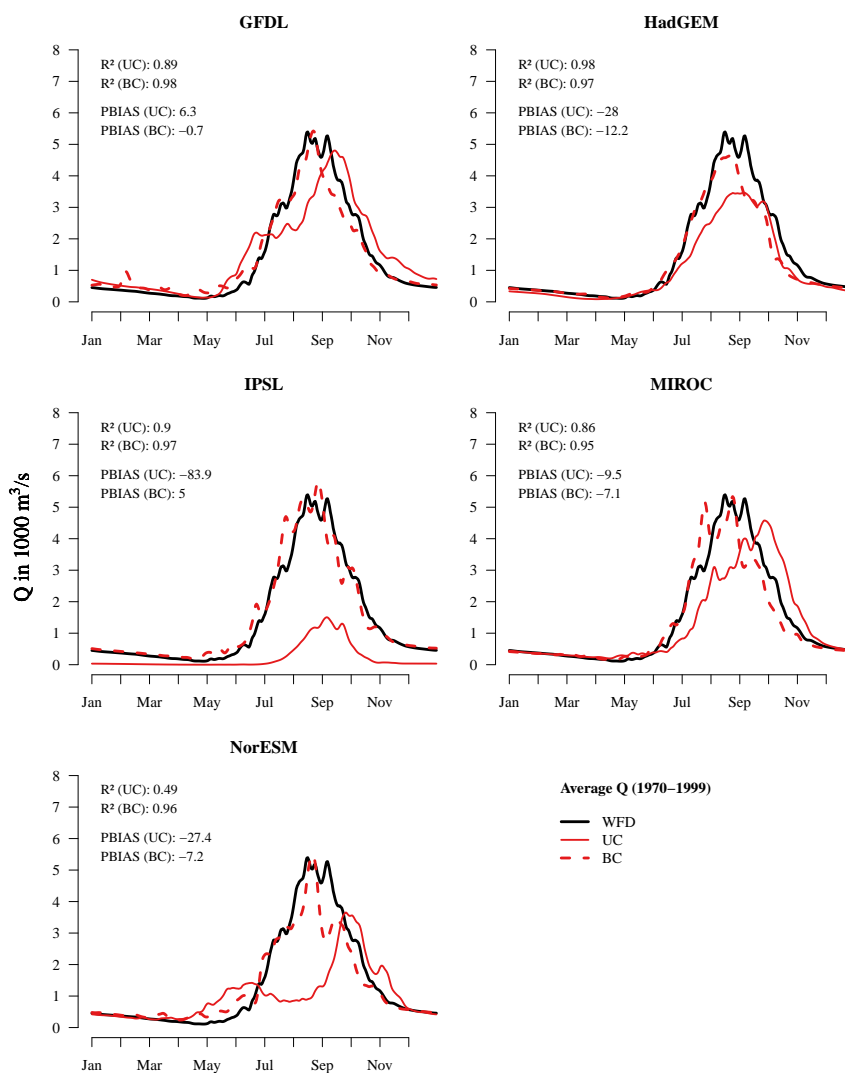 GFDL
8
7
6
5
4
3
2
1
0
R² (UC): 0.89
R² (BC): 0.98
PBIAS (UC): 6.3
PBIAS (BC): −0.7
Jan Mar May Jul Sep Nov
HadGEM
8
7
6
5
4
3
2
1
0
R² (UC): 0.98
R² (BC): 0.97
PBIAS (UC): −28
PBIAS (BC): −12.2
Jan Mar May Jul Sep Nov
Q in 1000 m³/s
IPSL
8
7
6
5
4
3
2
1
0
R² (UC): 0.9
R² (BC): 0.97
PBIAS (UC): −83.9
PBIAS (BC): 5
Jan Mar May Jul Sep Nov
MIROC
8
7
6
5
4
3
2
1
0
R² (UC): 0.86
R² (BC): 0.95
PBIAS (UC): −9.5
PBIAS (BC): −7.1
Jan Mar May Jul Sep Nov
NorESM
8
7
6
5
4
3
2
1
0
R² (UC): 0.49
R² (BC): 0.96
PBIAS (UC): −27.4
PBIAS (BC): −7.2
Jan Mar May Jul Sep Nov
Average Q (1970−1999)
WFD
UC
BC